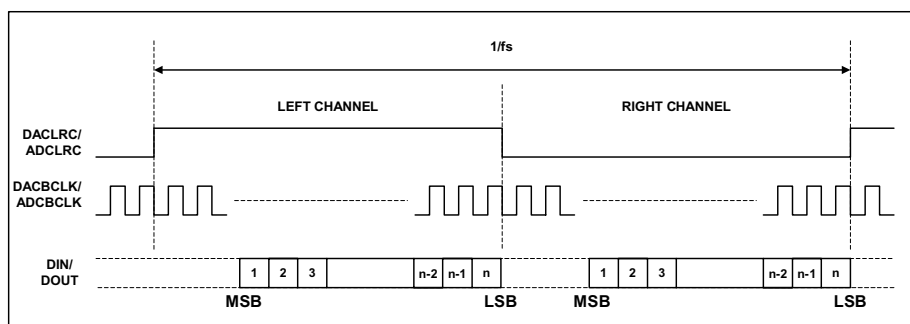 1/fs
LEFT CHANNEL
RIGHT CHANNEL
DACLRC/
ADCLRC
DACBCLK/
ADCBCLK
DIN/
DOUT
1 2 3 n-2 n-1 n 1 2 3 n-2 n-1 n
MSB LSB MSB LSB